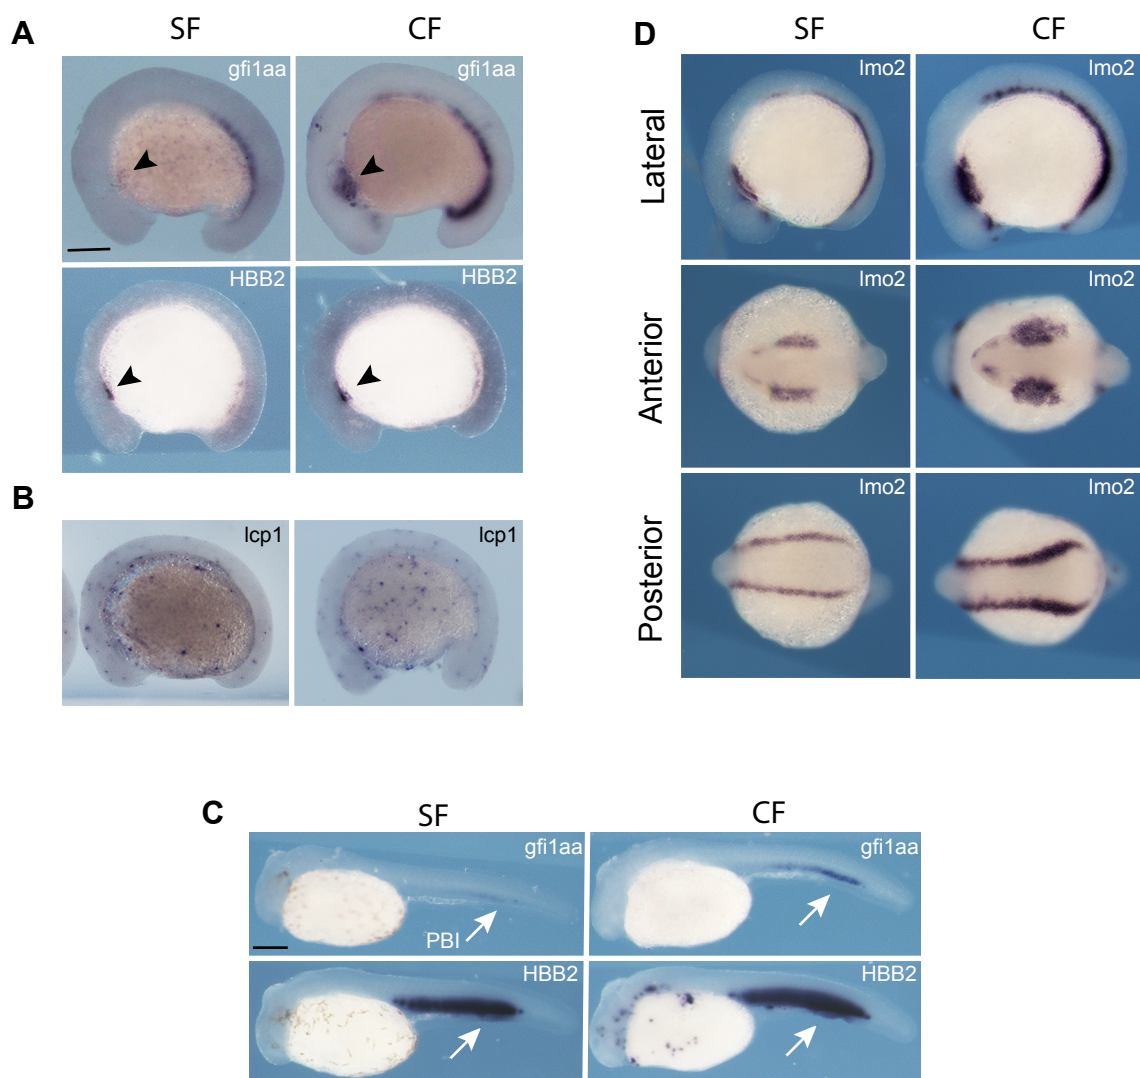 A
SF
CF
gfi1aa
gfi1aa
HBB2
HBB2
B
lcp1
lcp1
D
SF
CF
lmo2
lmo2
Lateral
lmo2
lmo2
Anterior
lmo2
lmo2
Posterior
C
SF
CF
gfi1aa
gfi1aa
PBI
HBB2
HBB2